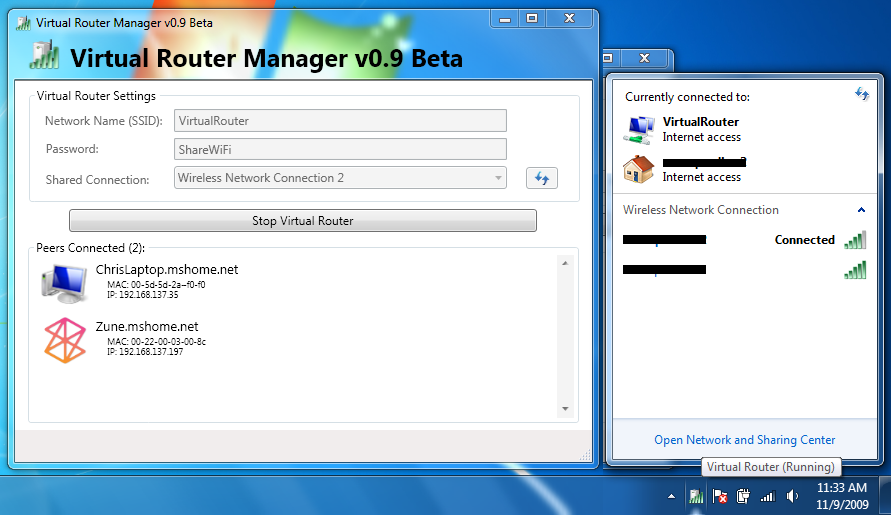 Virtual Router Manager v0.9 Beta
Virtual Router Manager v0.9 Beta
Virtual Router Settings
Network Name (SSID): VirtualRouter
Password: ShareWiFi
Shared Connection: Wireless Network Connection 2
Stop Virtual Router
Peers Connected (2):
ChrisLaptop.mshome.net
MAC: 00-5d-5d-2a--f0-f0
IP: 192.168.137.35
Zune.mshome.net
MAC: 00-22-00-03-00-8c
IP: 192.168.137.197
Currently connected to:
VirtualRouter
Internet access
Internet access
Wireless Network Connection
Connected
Open Network and Sharing Center
Virtual Router (Running)
11:33 AM
11/9/2009